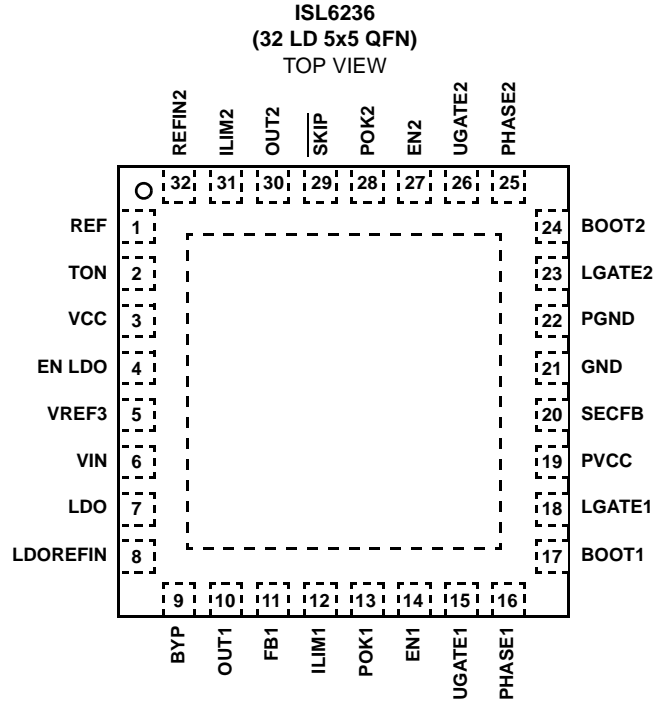 ISL6236
(32 LD 5x5 QFN)
TOP VIEW
REFIN2
ILIM2
OUT2
SKIP
POK2
EN2
UGATE2
PHASE2
32 31 30 29 28 27 26 25
REF 1
TON 2
VCC 3
EN LDO 4
VREF3 5
VIN 6
LDO 7
LDOREFIN 8
24 BOOT2
23 LGATE2
22 PGND
21 GND
20 SECFB
19 PVCC
18 LGATE1
17 BOOT1
9 10 11 12 13 14 15 16
BYP
OUT1
FB1
ILIM1
POK1
EN1
UGATE1
PHASE1